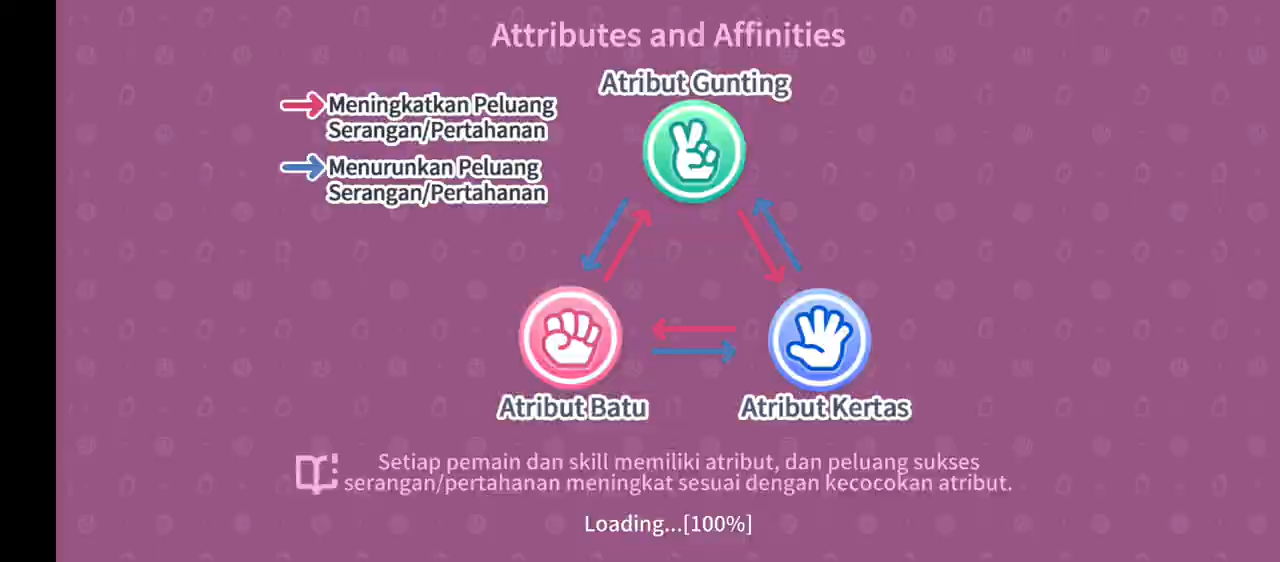 Attributes and Affinities
Atribut Gunting
Meningkatkan Peluang
Serangan/Pertahanan
Menurunkan Peluang
Serangan/Pertahanan
Atribut Batu
Atribut Kertas
Setiap pemain dan skill memiliki atribut, dan peluang sukses
serangan/pertahanan meningkat sesuai dengan kecocokan atribut.
Loading...[100%]